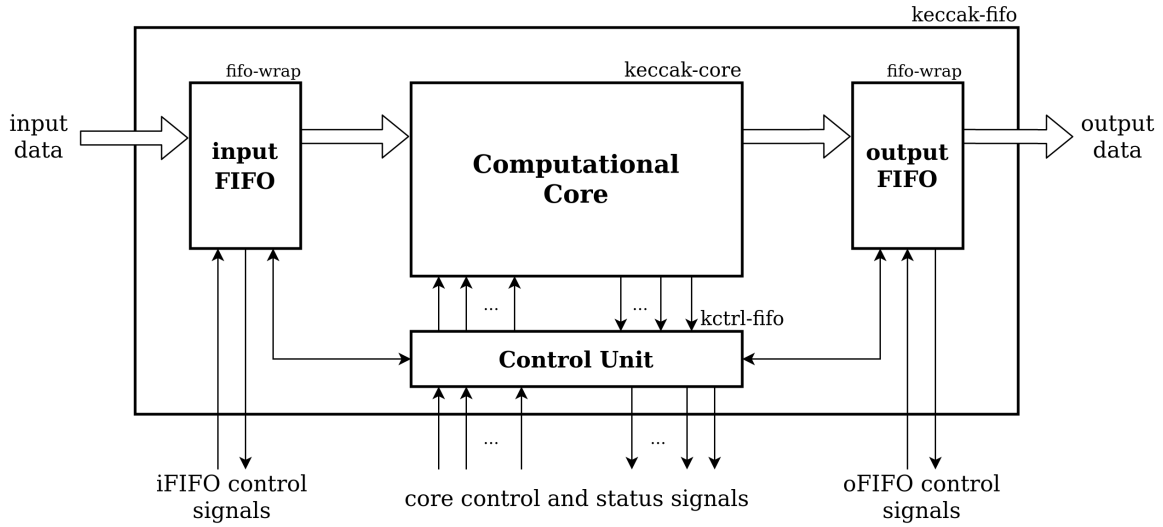 keccak-fifo
fifo-wrap
keccak-core
fifo-wrap
input
data
input
FIFO
Computational
Core
output
FIFO
output
data
...
...
kctrl-fifo
Control Unit
...
...
iFIFO control
signals
core control and status signals
oFIFO control
signals